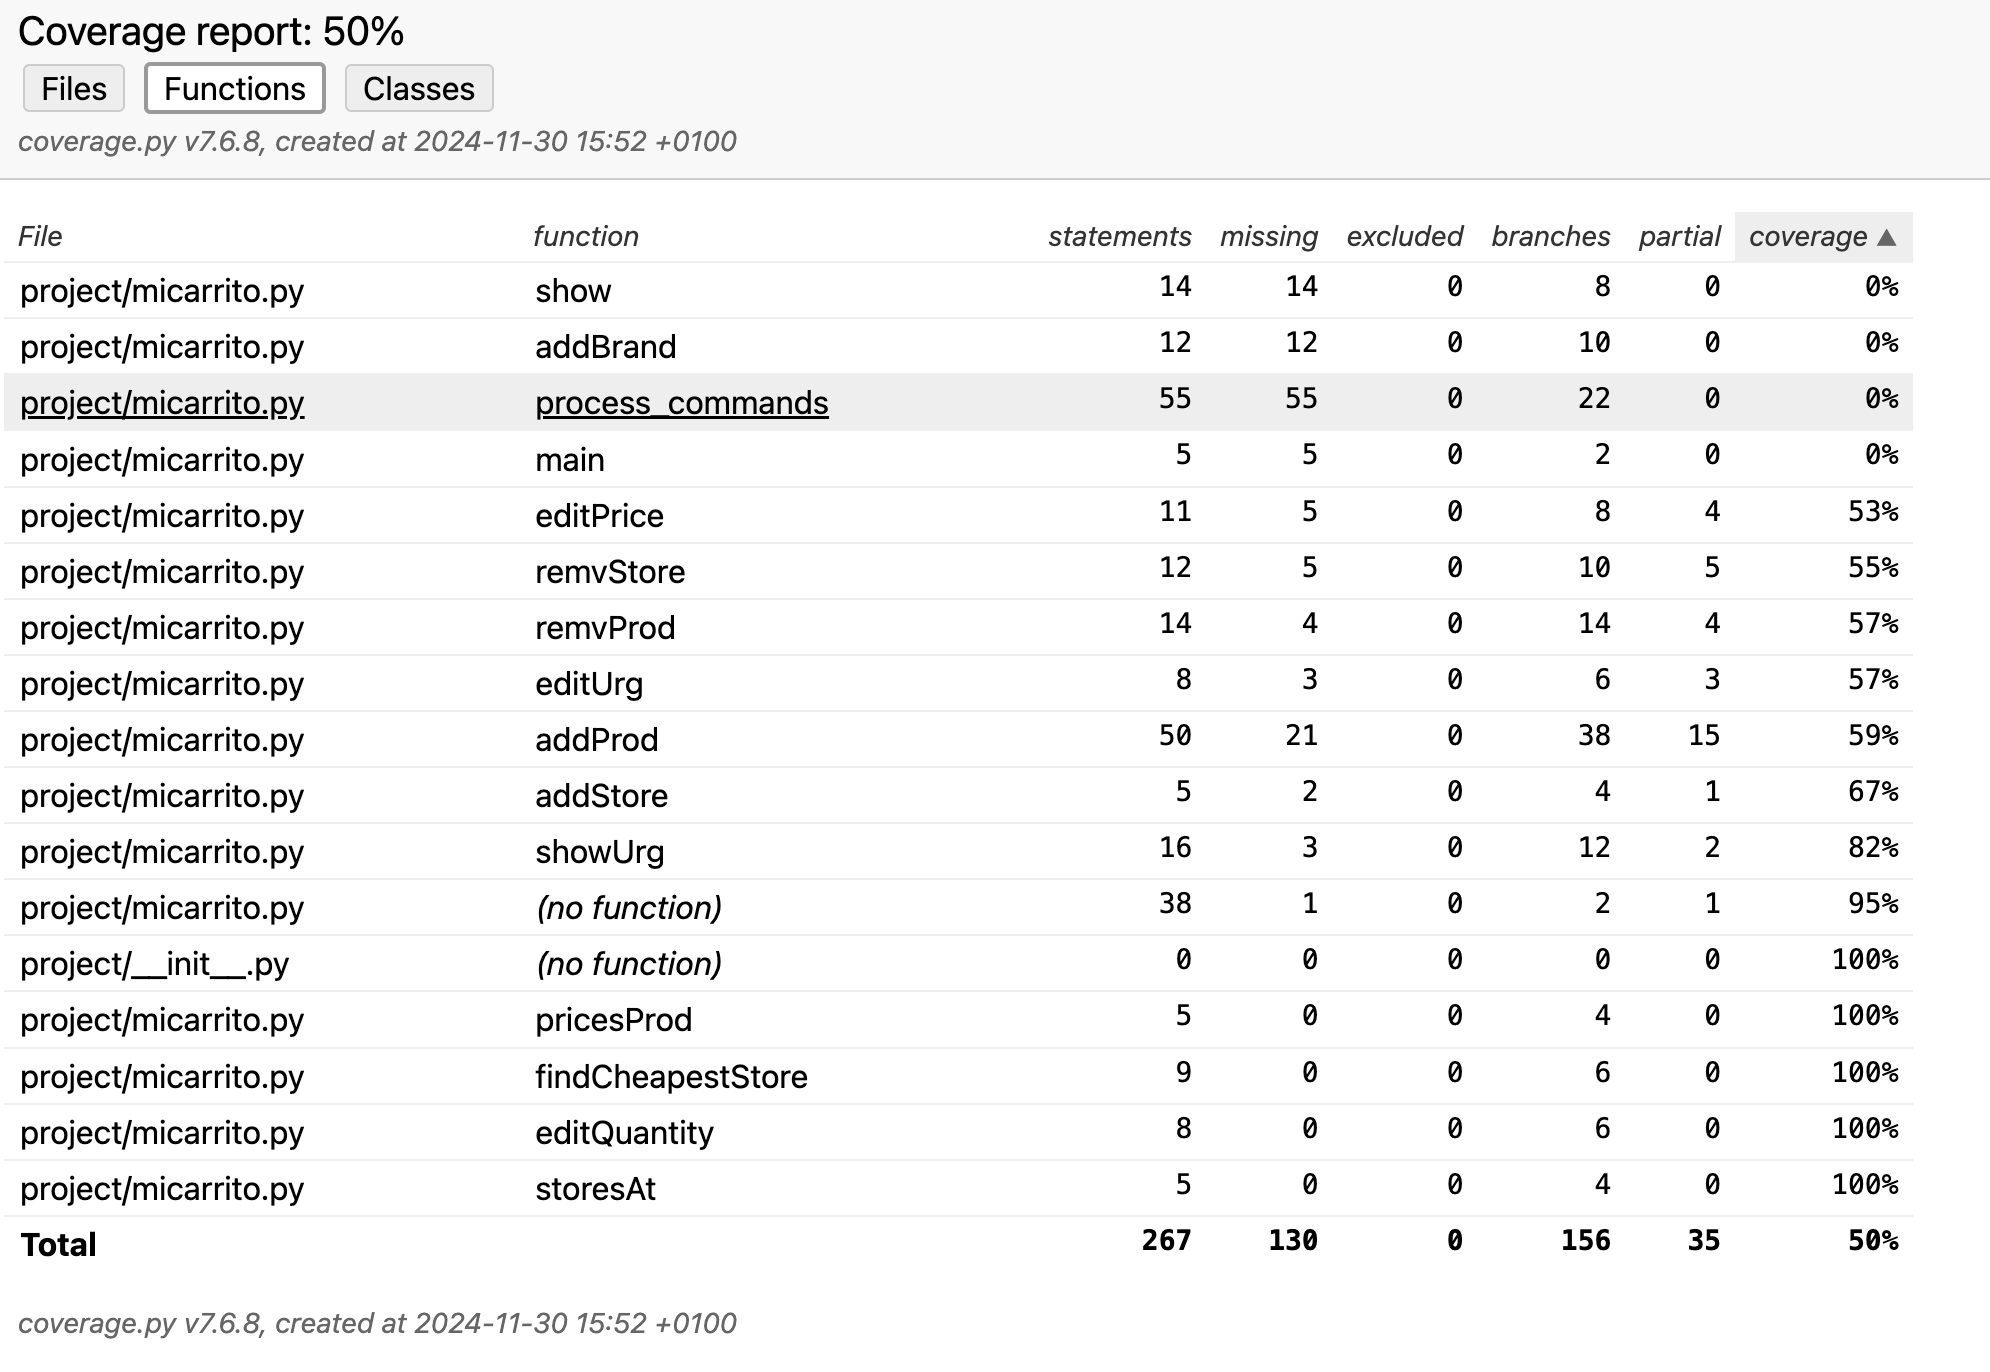 Coverage report: 50%
Files Functions Classes
coverage.py v7.6.8, created at 2024-11-30 15:52 +0100
File function statements missing excluded branches partial coverage ▲
project/micarrito.py show 14 14 0 8 0 0%
project/micarrito.py addBrand 12 12 0 10 0 0%
project/micarrito.py process_commands 55 55 0 22 0 0%
project/micarrito.py main 5 5 0 2 0 0%
project/micarrito.py editPrice 11 5 0 8 4 53%
project/micarrito.py remvStore 12 5 0 10 5 55%
project/micarrito.py remvProd 14 4 0 14 4 57%
project/micarrito.py editUrg 8 3 0 6 3 57%
project/micarrito.py addProd 50 21 0 38 15 59%
project/micarrito.py addStore 5 2 0 4 1 67%
project/micarrito.py showUrg 16 3 0 12 2 82%
project/micarrito.py (no function) 38 1 0 2 1 95%
project/__init__.py (no function) 0 0 0 0 0 100%
project/micarrito.py pricesProd 5 0 0 4 0 100%
project/micarrito.py findCheapestStore 9 0 0 6 0 100%
project/micarrito.py editQuantity 8 0 0 6 0 100%
project/micarrito.py storesAt 5 0 0 4 0 100%
Total 267 130 0 156 35 50%
coverage.py v7.6.8, created at 2024-11-30 15:52 +0100